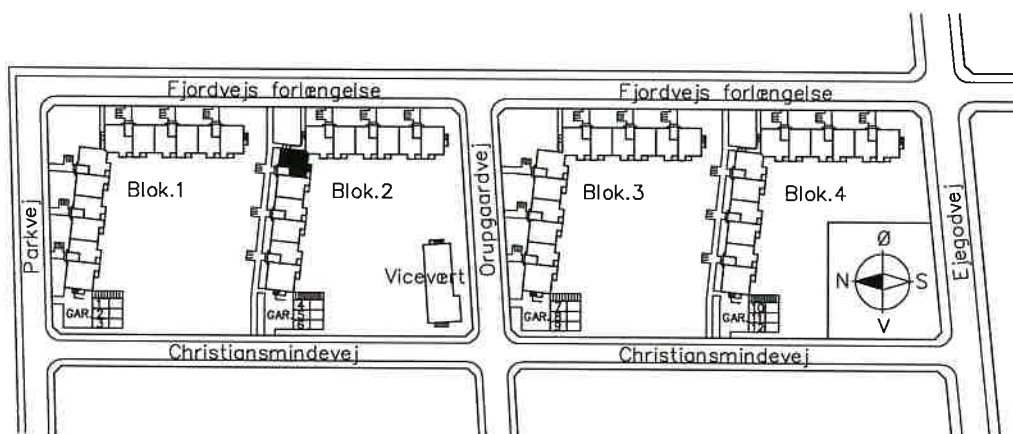 Fjordvejs forlængelse
Fjordvejs forlængelse
Parkvej
Blok.1
Blok.2
Orupgaardvej
Blok.3
Blok.4
Ejegodvej
Vicevært
Ø
N
S
V
GAR.
1
2
3
GAR.
4
5
6
GAR.
7
8
9
GAR.
10
11
12
Christiansmindevej
Christiansmindevej